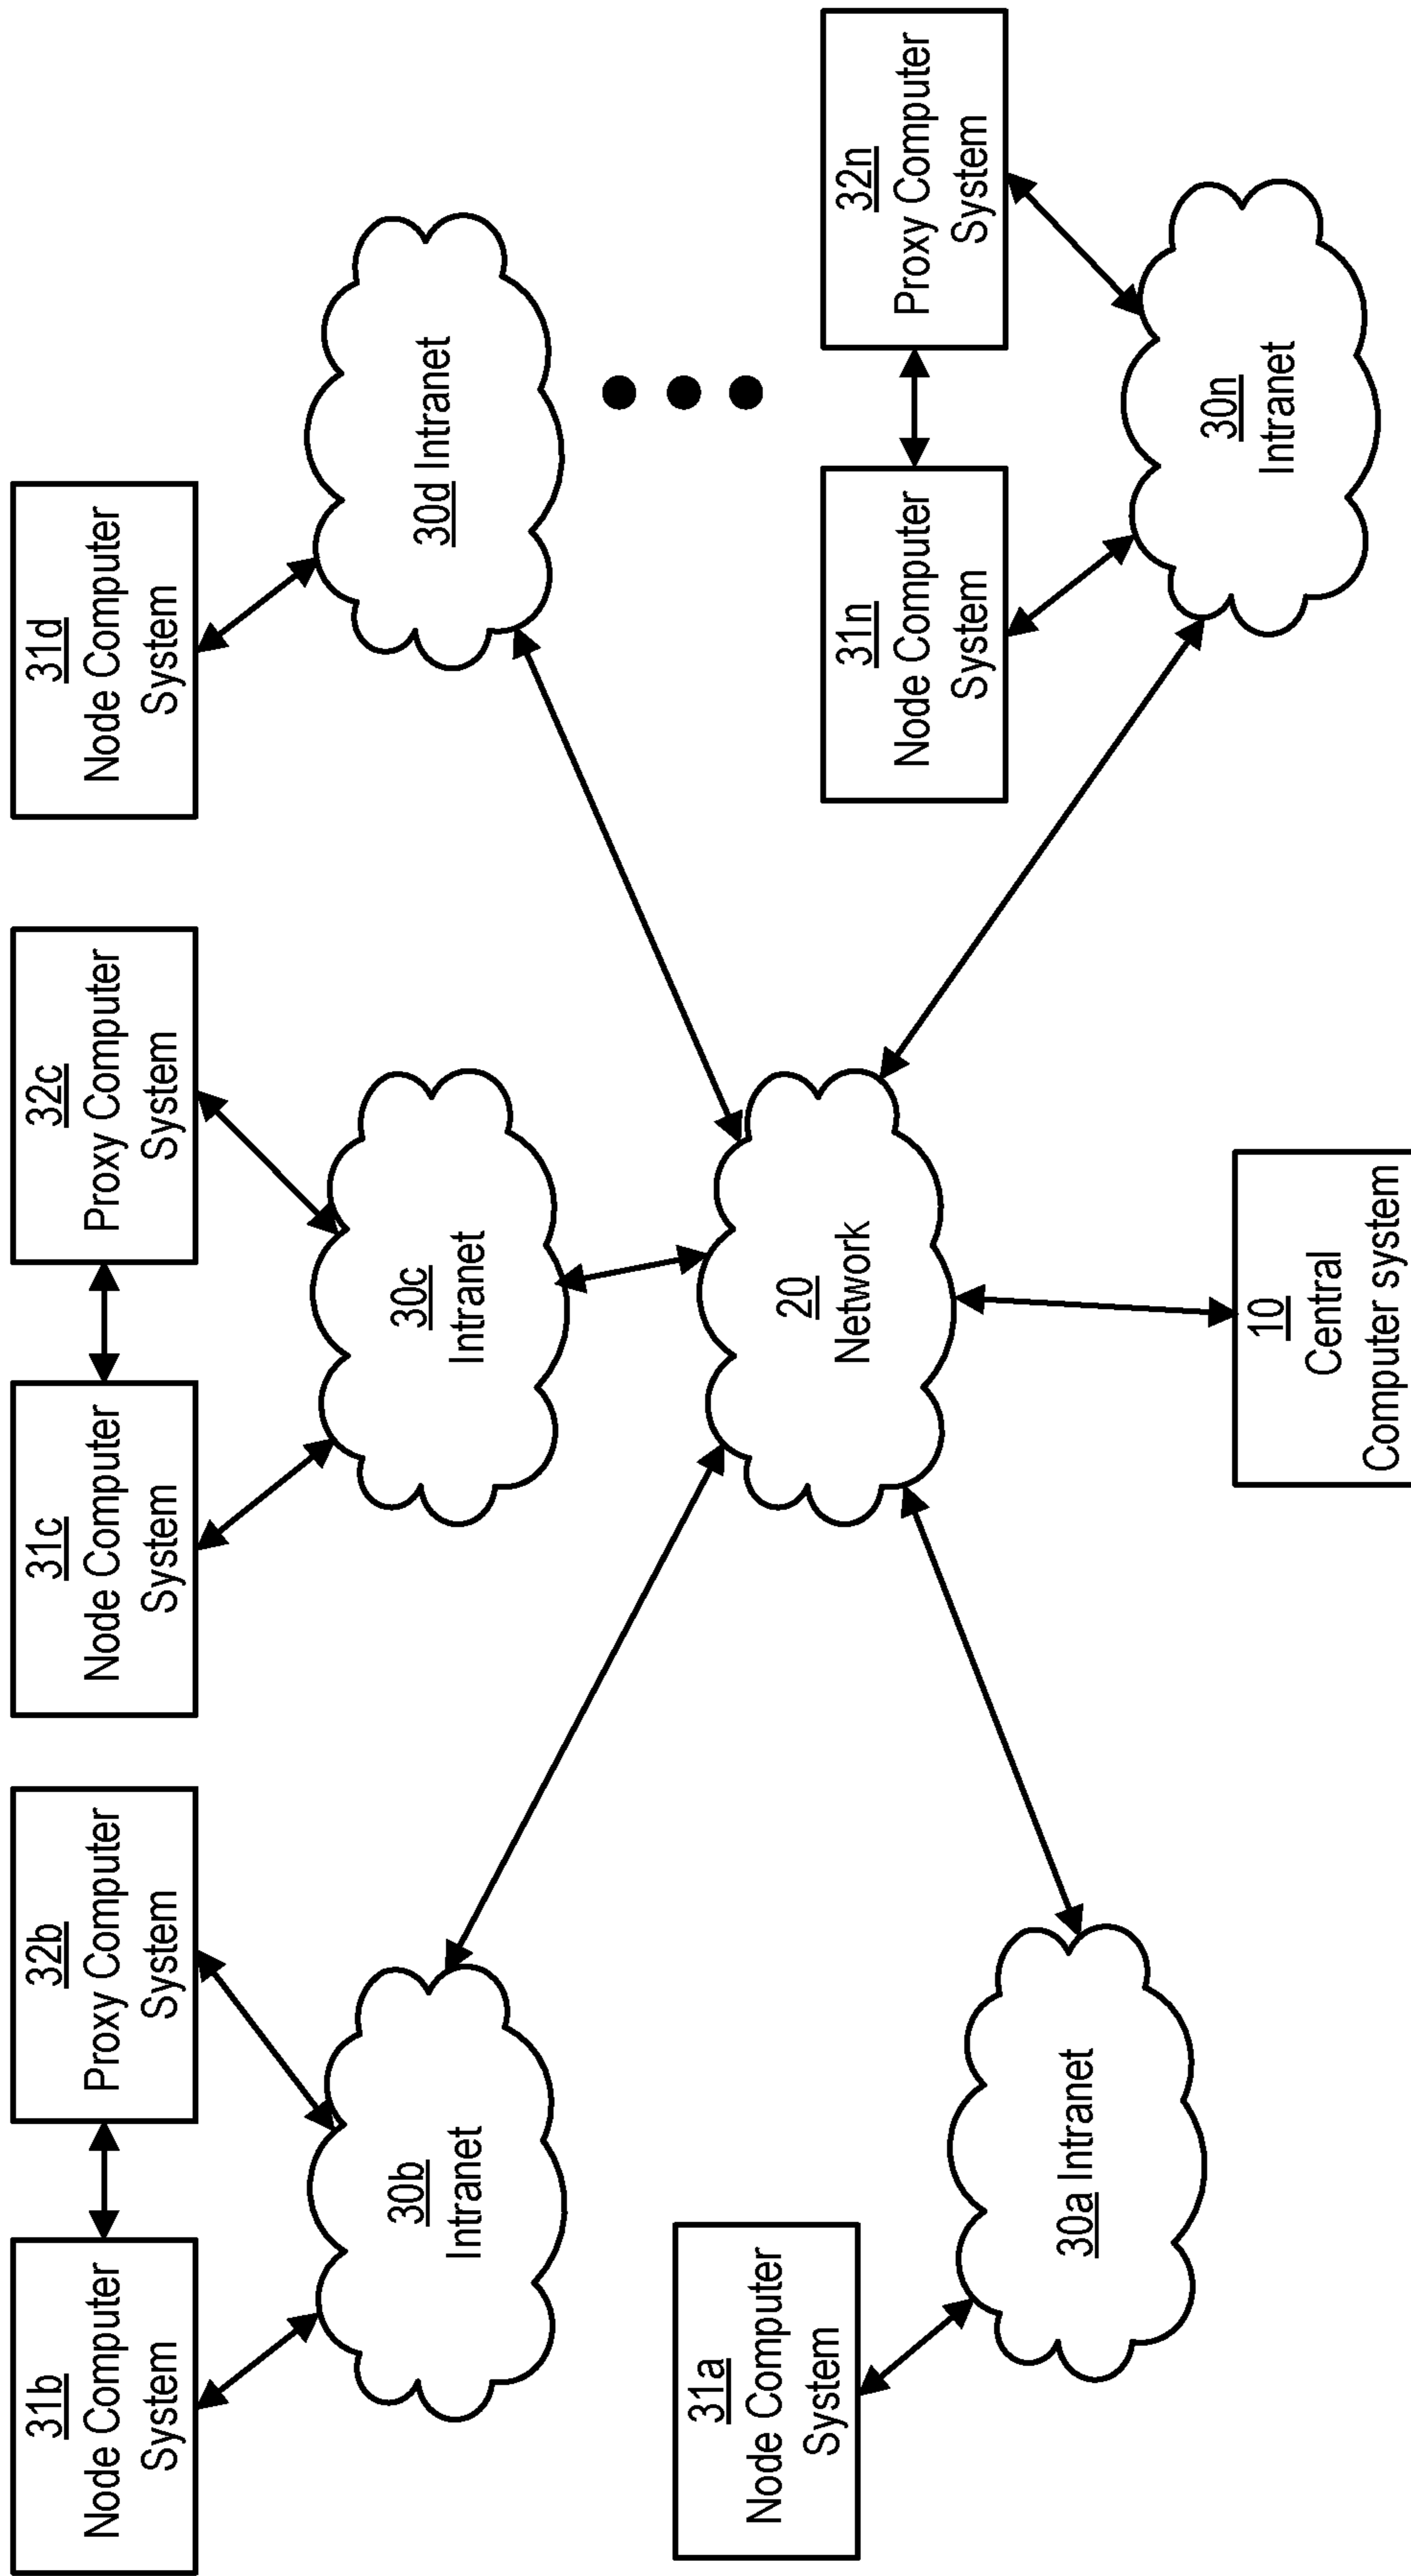 31b
Node Computer
System
32b
Proxy Computer
System
31c
Node Computer
System
32c
Proxy Computer
System
31d
Node Computer
System
30b
Intranet
30c
Intranet
30d Intranet
31a
Node Computer
System
20
Network
31n
Node Computer
System
32n
Proxy Computer
System
30a Intranet
30n
Intranet
10
Central
Computer system